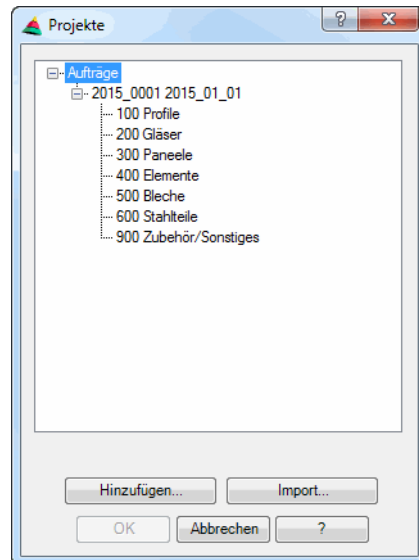 Projekte
Aufträge
2015_0001 2015_01_01
100 Profile
200 Gläser
300 Paneele
400 Elemente
500 Bleche
600 Stahlteile
900 Zubehör/Sonstiges
Hinzufügen... Import...
OK Abbrechen ?